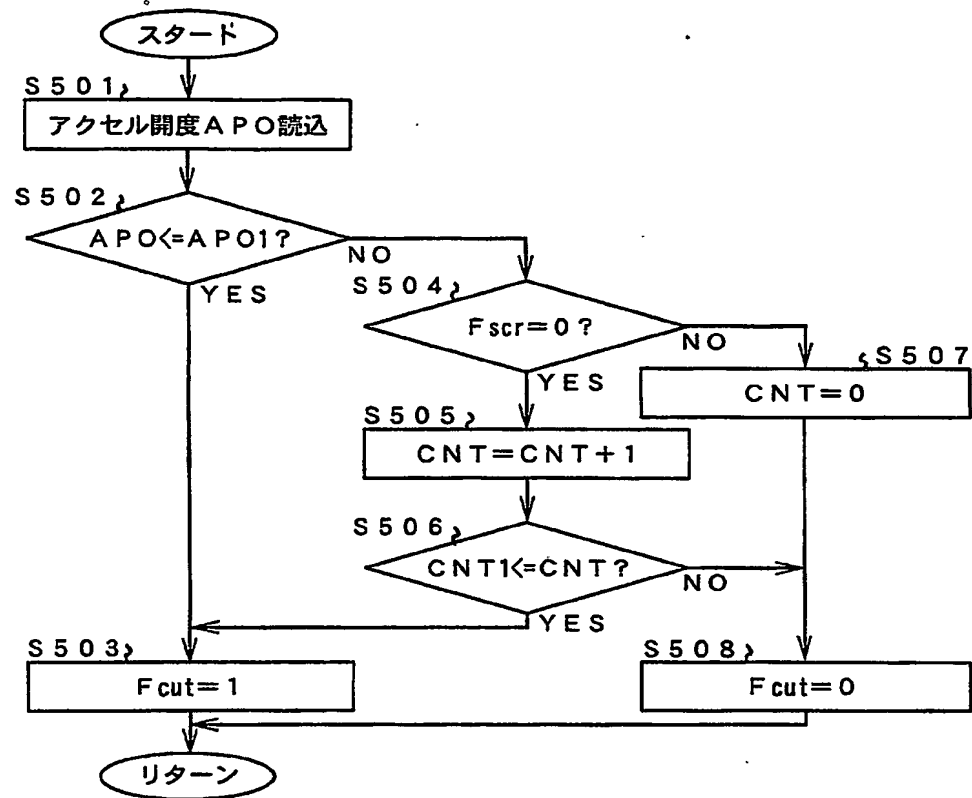 スタード
S501
アクセル開度APO読込
S502
APO<=APO1?
NO
YES
S504
Fscr=0?
NO
YES
S507
CNT=0
S505
CNT=CNT+1
S506
CNT1<=CNT?
NO
YES
S503
Fcut=1
S508
Fcut=0
リターン